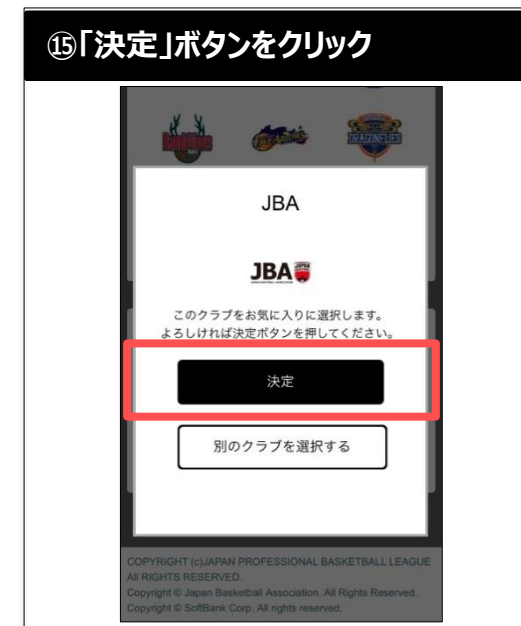 ⑮「決定」ボタンをクリック
JBA
JBA
このクラブをお気に入りに選択します。
よろしければ決定ボタンを押してください。
決定
別のクラブを選択する
COPYRIGHT (c)JAPAN PROFESSIONAL BASKETBALL LEAGUE
All RIGHTS RESERVED.
Copyright © Japan Basketball Association. All Rights Reserved.
Copyright © SoftBank Corp. All rights reserved.